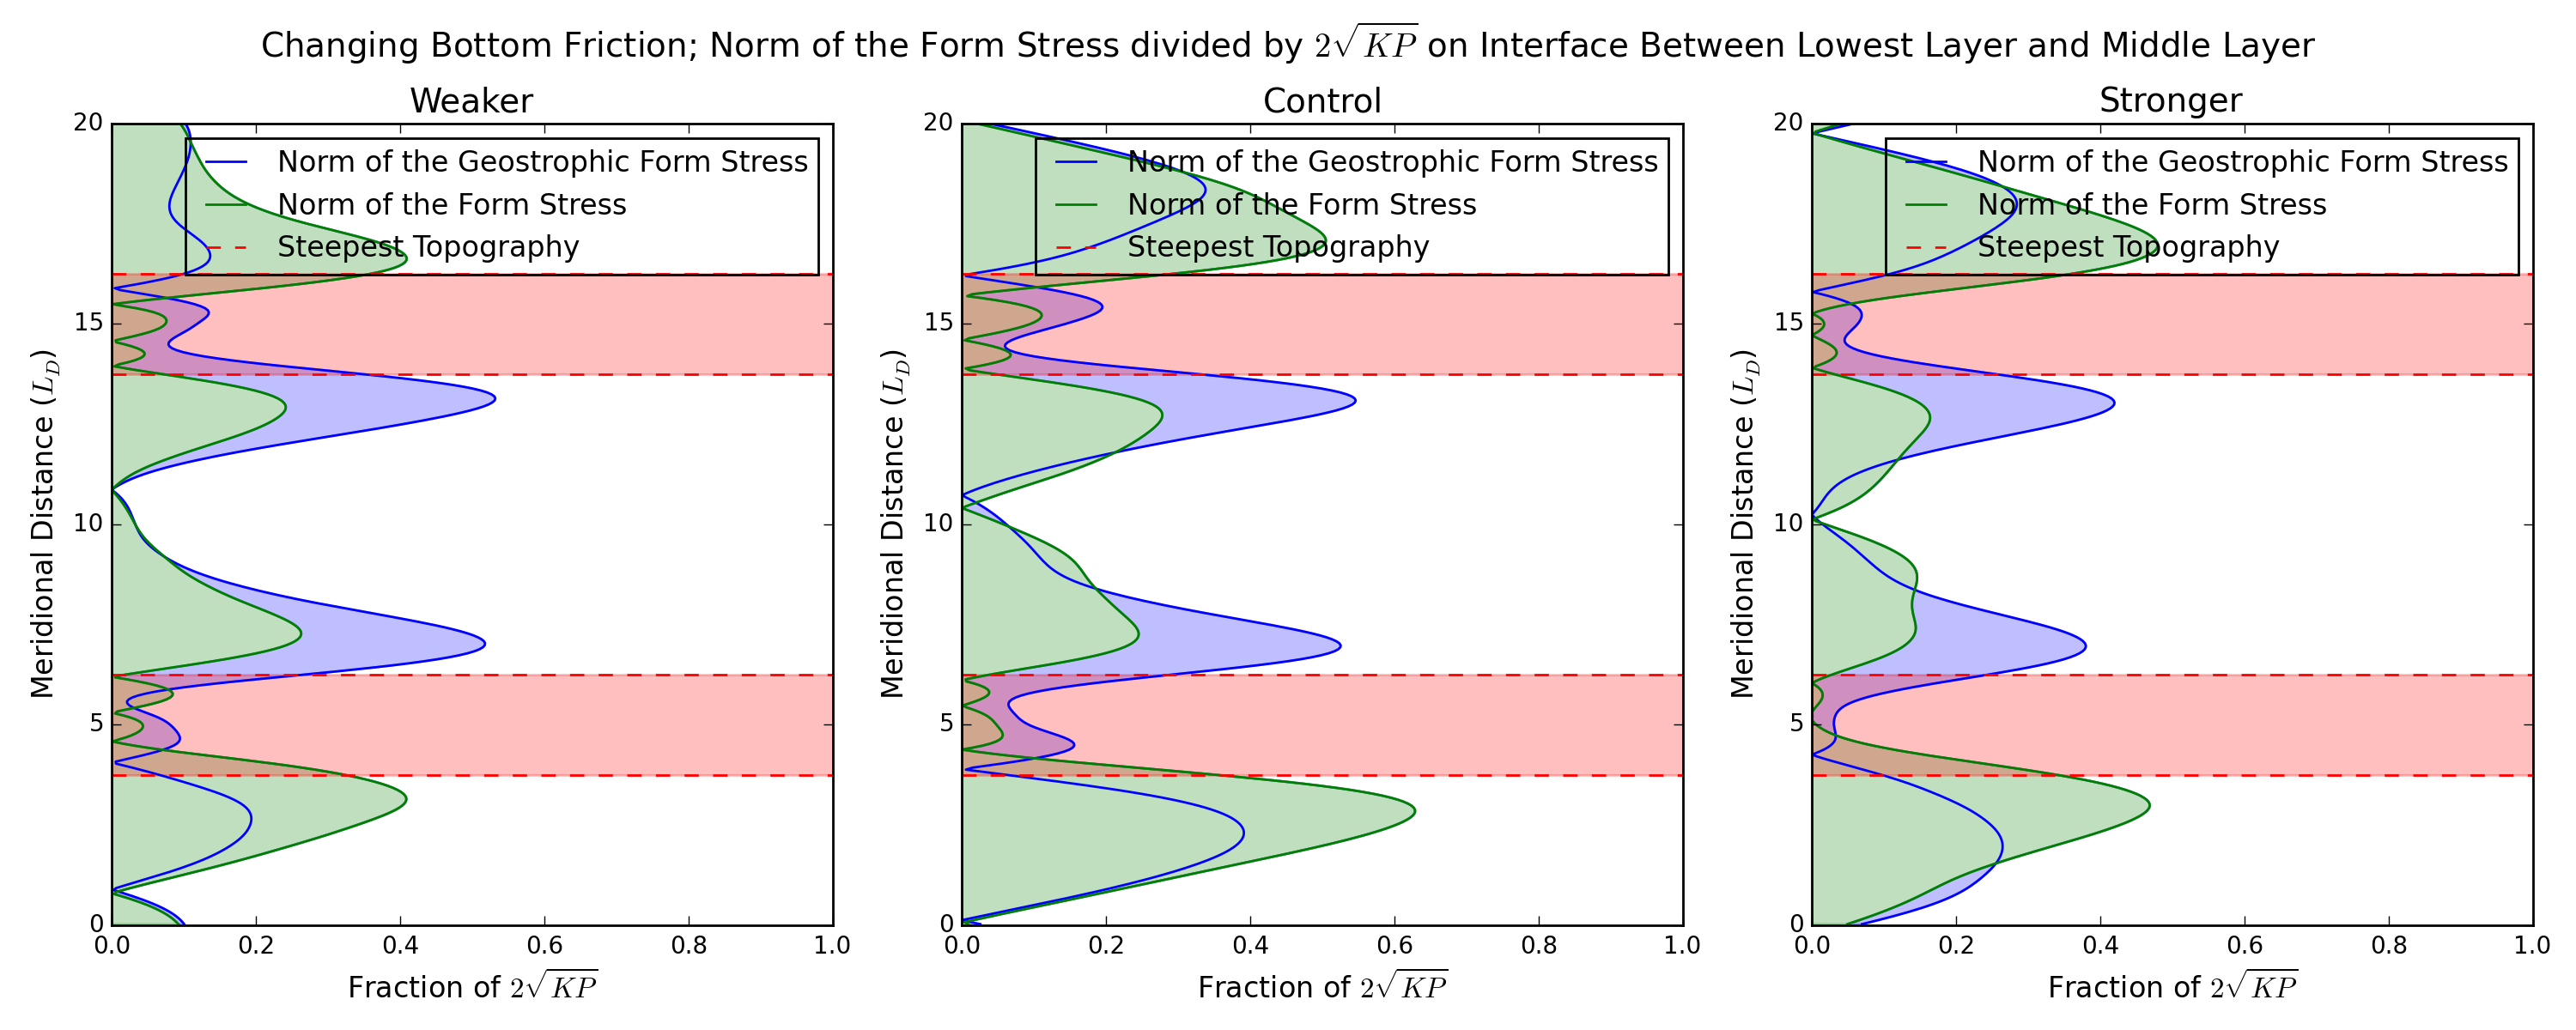 Changing Bottom Friction; Norm of the Form Stress divided by 2√KP on Interface Between Lowest Layer and Middle Layer
Weaker
20
15
10
5
0
Meridional Distance (L_D)
Norm of the Geostrophic Form Stress
Norm of the Form Stress
Steepest Topography
0.0 0.2 0.4 0.6 0.8 1.0
Fraction of 2√KP
Control
20
15
10
5
0
Meridional Distance (L_D)
Norm of the Geostrophic Form Stress
Norm of the Form Stress
Steepest Topography
0.0 0.2 0.4 0.6 0.8 1.0
Fraction of 2√KP
Stronger
20
15
10
5
0
Meridional Distance (L_D)
Norm of the Geostrophic Form Stress
Norm of the Form Stress
Steepest Topography
0.0 0.2 0.4 0.6 0.8 1.0
Fraction of 2√KP